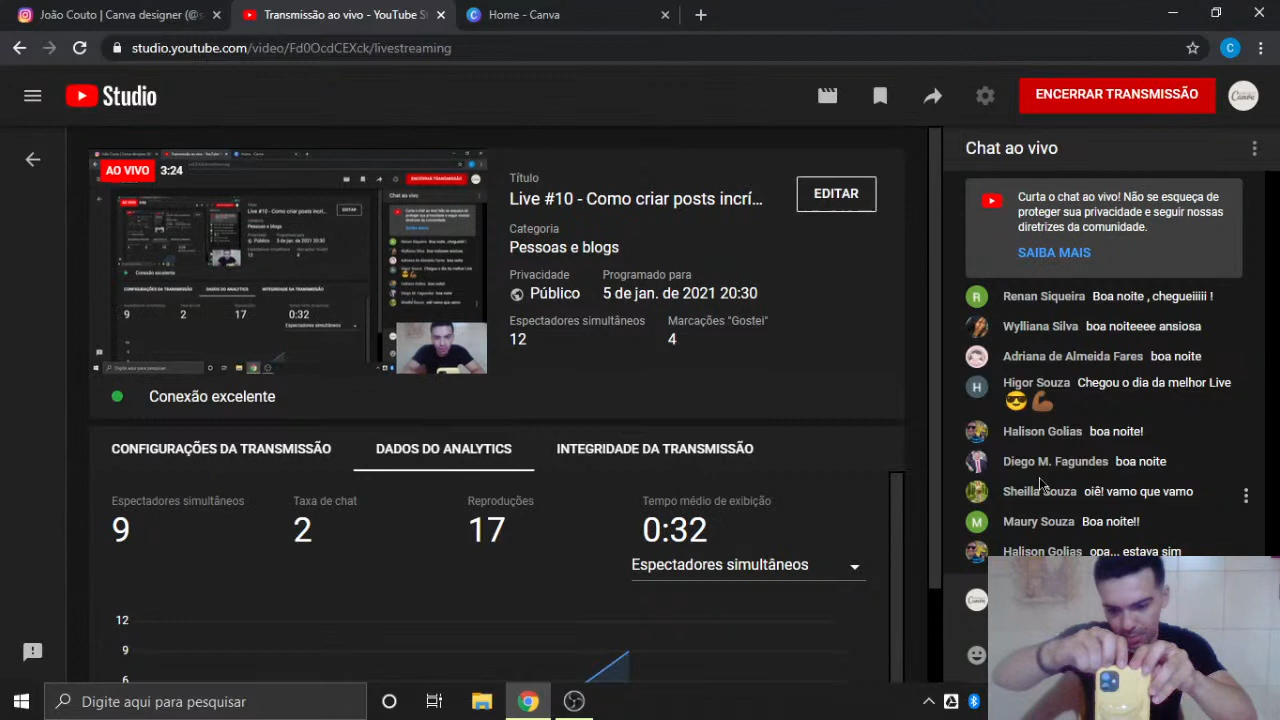 João Couto | Canva designer (@s
Transmissão ao vivo - YouTube S
Home - Canva
studio.youtube.com/video/Fd0OcdCEXck/livestreaming
C
Studio
ENCERRAR TRANSMISSÃO
Canva
AO VIVO 3:24
Título
Live #10 - Como criar posts incrí...
EDITAR
Categoria
Pessoas e blogs
Privacidade
Público
Programado para
5 de jan. de 2021 20:30
Espectadores simultâneos
12
Marcações "Gostei"
4
Conexão excelente
CONFIGURAÇÕES DA TRANSMISSÃO
DADOS DO ANALYTICS
INTEGRIDADE DA TRANSMISSÃO
Espectadores simultâneos
9
Taxa de chat
2
Reproduções
17
Tempo médio de exibição
0:32
Espectadores simultâneos
12
9
6
Chat ao vivo
Curta o chat ao vivo! Não se esqueça de
proteger sua privacidade e seguir nossas
diretrizes da comunidade.
SAIBA MAIS
R Renan Siqueira Boa noite , chegueiiiii !
Wylliana Silva boa noiteeee ansiosa
Adriana de Almeida Fares boa noite
H Higor Souza Chegou o dia da melhor Live
😎💪🏾
Halison Golias boa noite!
Diego M. Fagundes boa noite
Sheilla Souza oiê! vamo que vamo
M Maury Souza Boa noite!!
Halison Golias opa... estava sim
Digite aqui para pesquisar